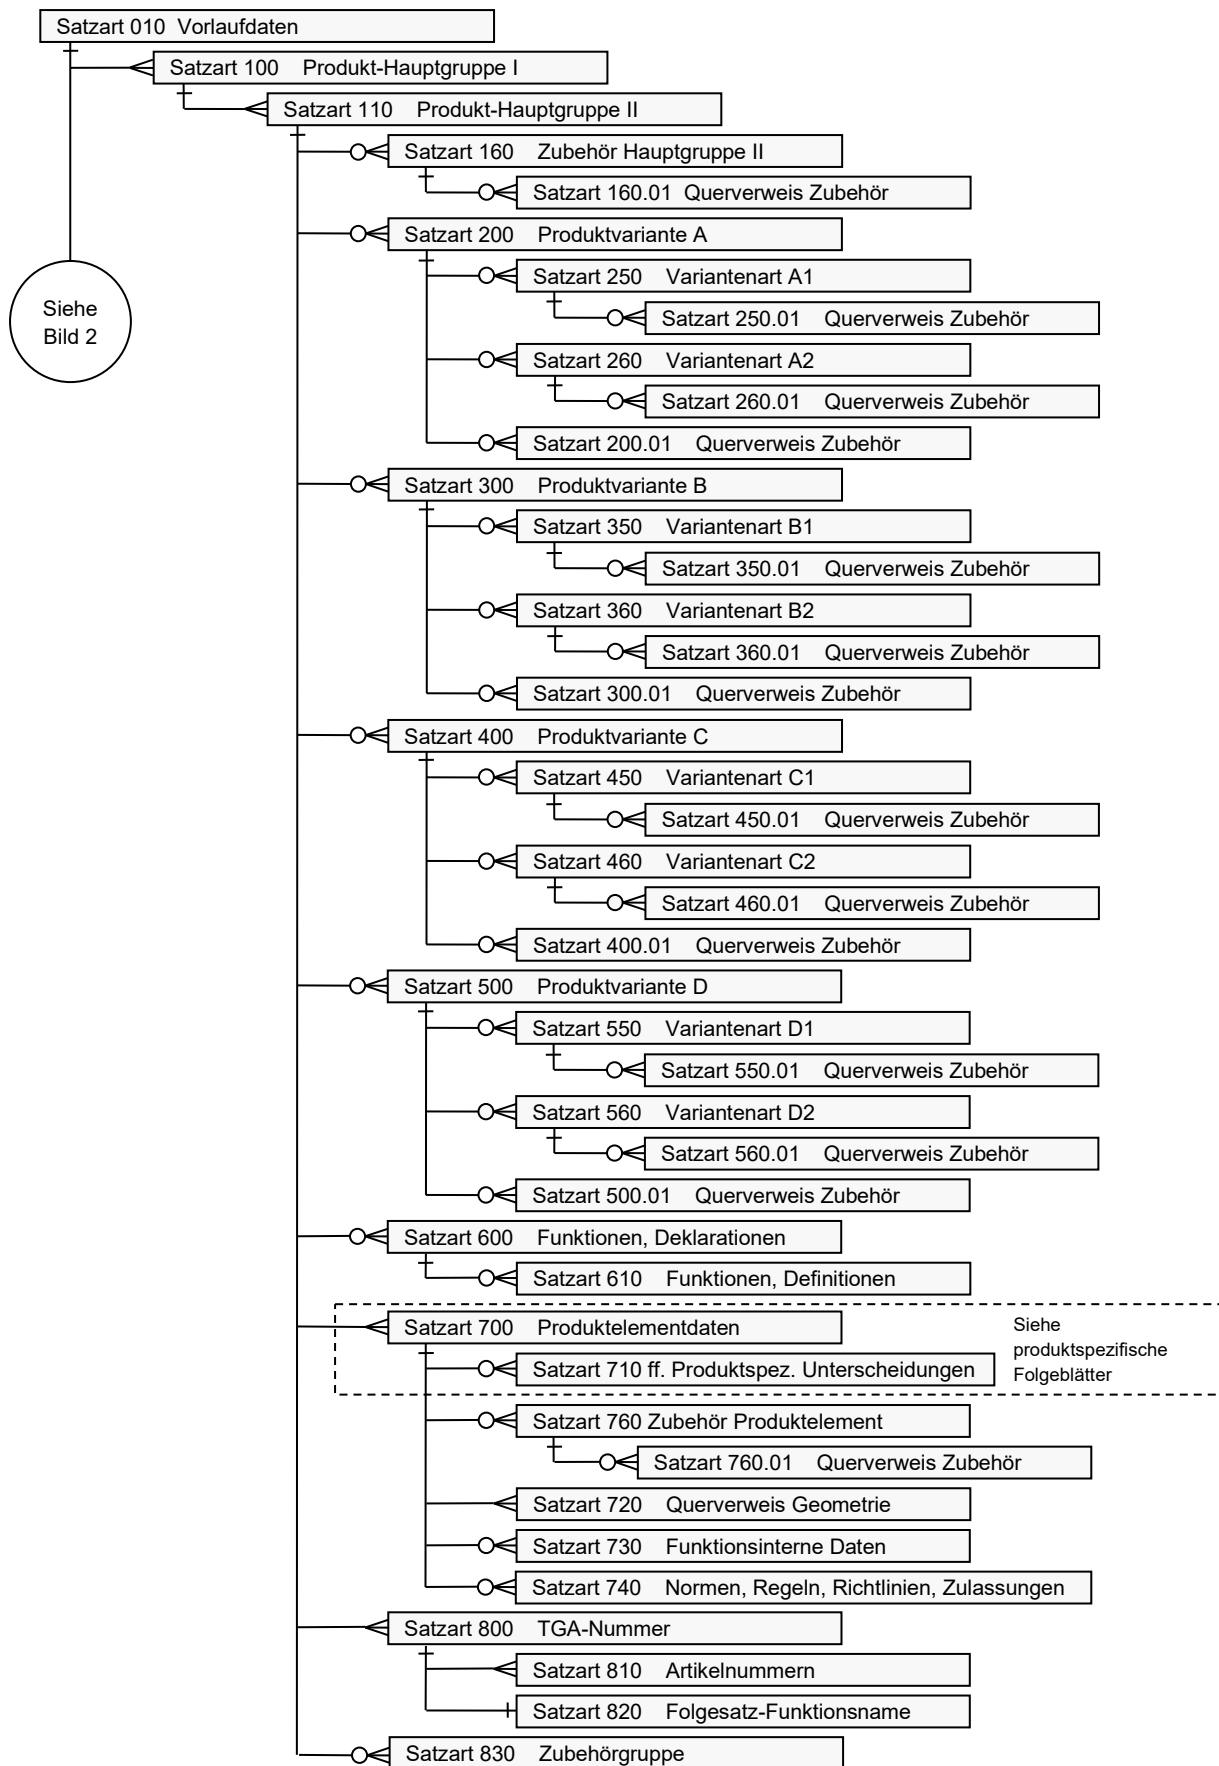 Satzart 010 Vorlaufdaten
Satzart 100 Produkt-Hauptgruppe I
Satzart 110 Produkt-Hauptgruppe II
Satzart 160 Zubehör Hauptgruppe II
Satzart 160.01 Querverweis Zubehör
Satzart 200 Produktvariante A
Satzart 250 Variantenart A1
Siehe
Bild 2
Satzart 250.01 Querverweis Zubehör
Satzart 260 Variantenart A2
Satzart 260.01 Querverweis Zubehör
Satzart 200.01 Querverweis Zubehör
Satzart 300 Produktvariante B
Satzart 350 Variantenart B1
Satzart 350.01 Querverweis Zubehör
Satzart 360 Variantenart B2
Satzart 360.01 Querverweis Zubehör
Satzart 300.01 Querverweis Zubehör
Satzart 400 Produktvariante C
Satzart 450 Variantenart C1
Satzart 450.01 Querverweis Zubehör
Satzart 460 Variantenart C2
Satzart 460.01 Querverweis Zubehör
Satzart 400.01 Querverweis Zubehör
Satzart 500 Produktvariante D
Satzart 550 Variantenart D1
Satzart 550.01 Querverweis Zubehör
Satzart 560 Variantenart D2
Satzart 560.01 Querverweis Zubehör
Satzart 500.01 Querverweis Zubehör
Satzart 600 Funktionen, Deklarationen
Satzart 610 Funktionen, Definitionen
Satzart 700 Produktelementdaten
Siehe
produktspezifische
Folgeblätter
Satzart 710 ff. Produktspez. Unterscheidungen
Satzart 760 Zubehör Produktelement
Satzart 760.01 Querverweis Zubehör
Satzart 720 Querverweis Geometrie
Satzart 730 Funktionsinterne Daten
Satzart 740 Normen, Regeln, Richtlinien, Zulassungen
Satzart 800 TGA-Nummer
Satzart 810 Artikelnummern
Satzart 820 Folgesatz-Funktionsname
Satzart 830 Zubehörgruppe